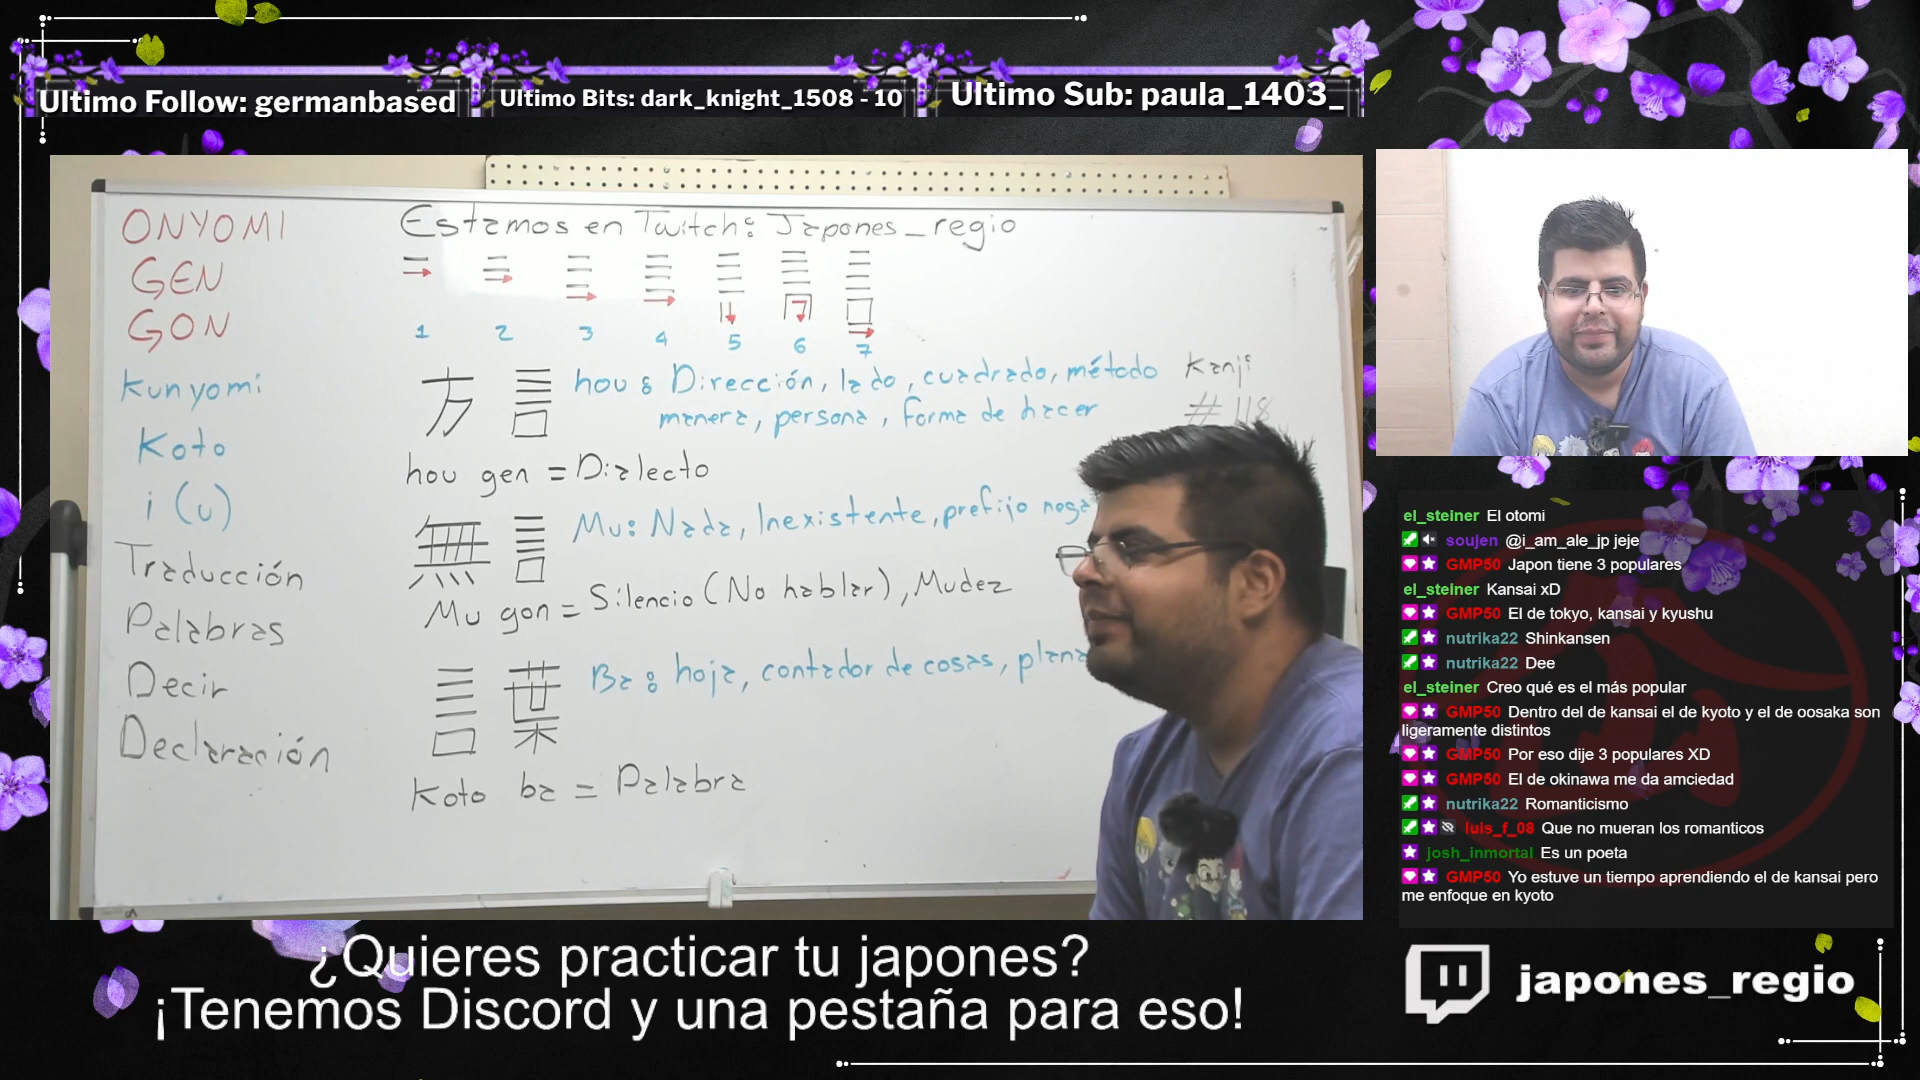 Ultimo Follow: germanbased
Ultimo Bits: dark_knight_1508 - 10
Ultimo Sub: paula_1403_
ONYOMI
GEN
GON
Kunyomi
Koto
i (u)
Traducción
Palabras
Decir
Declaración
Estamos en Twitch: Japones_regio
1 2 3 4 5 6 7
方言 hou: Dirección, lado, cuadrado, método
manera, persona, forma de hacer
Kanji
#118
hou gen = Dialecto
無言 Mu: Nada, Inexistente, prefijo
Mu gon = Silencio (No hablar), Mudez
言葉 Ba: hoja, contador de cosas,
Koto ba = Palabra
el_steiner El otomi
soujen @i_am_ale_jp jeje
GMP50 Japon tiene 3 populares
el_steiner Kansai xD
GMP50 El de tokyo, kansai y kyushu
nutrika22 Shinkansen
nutrika22 Dee
el_steiner Creo qué es el más popular
GMP50 Dentro del de kansai el de kyoto y el de oosaka son
ligeramente distintos
GMP50 Por eso dije 3 populares XD
GMP50 El de okinawa me da amciedad
nutrika22 Romanticismo
luis_f_08 Que no mueran los romanticos
josh_inmortal Es un poeta
GMP50 Yo estuve un tiempo aprendiendo el de kansai pero
me enfoque en kyoto
¿Quieres practicar tu japones?
¡Tenemos Discord y una pestaña para eso!
japones_regio